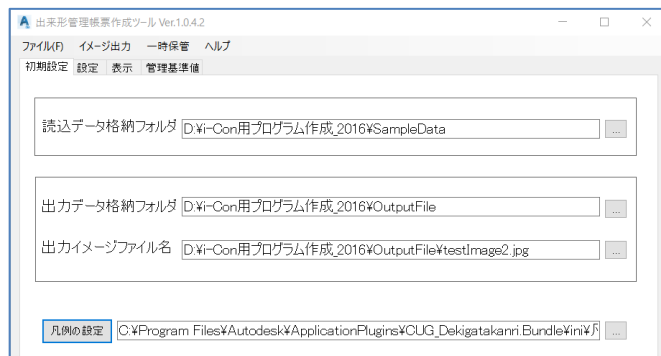 出来形管理帳票作成ツール Ver.1.0.4.2
ファイル(F) イメージ出力 一時保管 ヘルプ
初期設定 設定 表示 管理基準値
読込データ格納フォルダ D:¥i-Con用プログラム作成_2016¥SampleData ...
出力データ格納フォルダ D:¥i-Con用プログラム作成_2016¥OutputFile ...
出力イメージファイル名 D:¥i-Con用プログラム作成_2016¥OutputFile¥testImage2.jpg ...
凡例の設定 C:¥Program Files¥Autodesk¥ApplicationPlugins¥CUG_Dekigatakanri.Bundle¥ini¥ ...